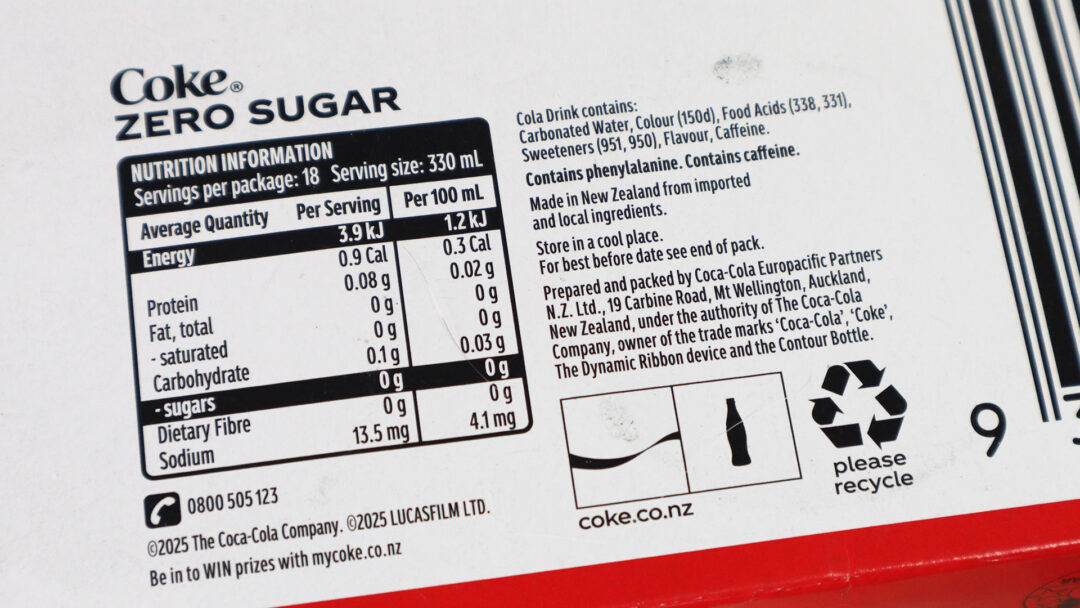 Coke®
ZERO SUGAR
NUTRITION INFORMATION
Servings per package: 18 Serving size: 330 mL
Average Quantity Per Serving Per 100 mL
Energy 3.9 kJ 1.2 kJ
0.9 Cal 0.3 Cal
Protein 0.08 g 0.02 g
Fat, total 0 g 0 g
- saturated 0 g 0 g
Carbohydrate 0.1 g 0.03 g
- sugars 0 g 0 g
Dietary Fibre 0 g 0 g
Sodium 13.5 mg 4.1 mg
0800 505 123
©2025 The Coca-Cola Company. ©2025 LUCASFILM LTD.
Be in to WIN prizes with mycoke.co.nz
Cola Drink contains:
Carbonated Water, Colour (150d), Food Acids (338, 331),
Sweeteners (951, 950), Flavour, Caffeine.
Contains phenylalanine. Contains caffeine.
Made in New Zealand from imported
and local ingredients.
Store in a cool place.
For best before date see end of pack.
Prepared and packed by Coca-Cola Europacific Partners
N.Z. Ltd., 19 Carbine Road, Mt Wellington, Auckland,
New Zealand, under the authority of The Coca-Cola
Company, owner of the trade marks ‘Coca-Cola’, ‘Coke’,
The Dynamic Ribbon device and the Contour Bottle.
coke.co.nz
please
recycle
9